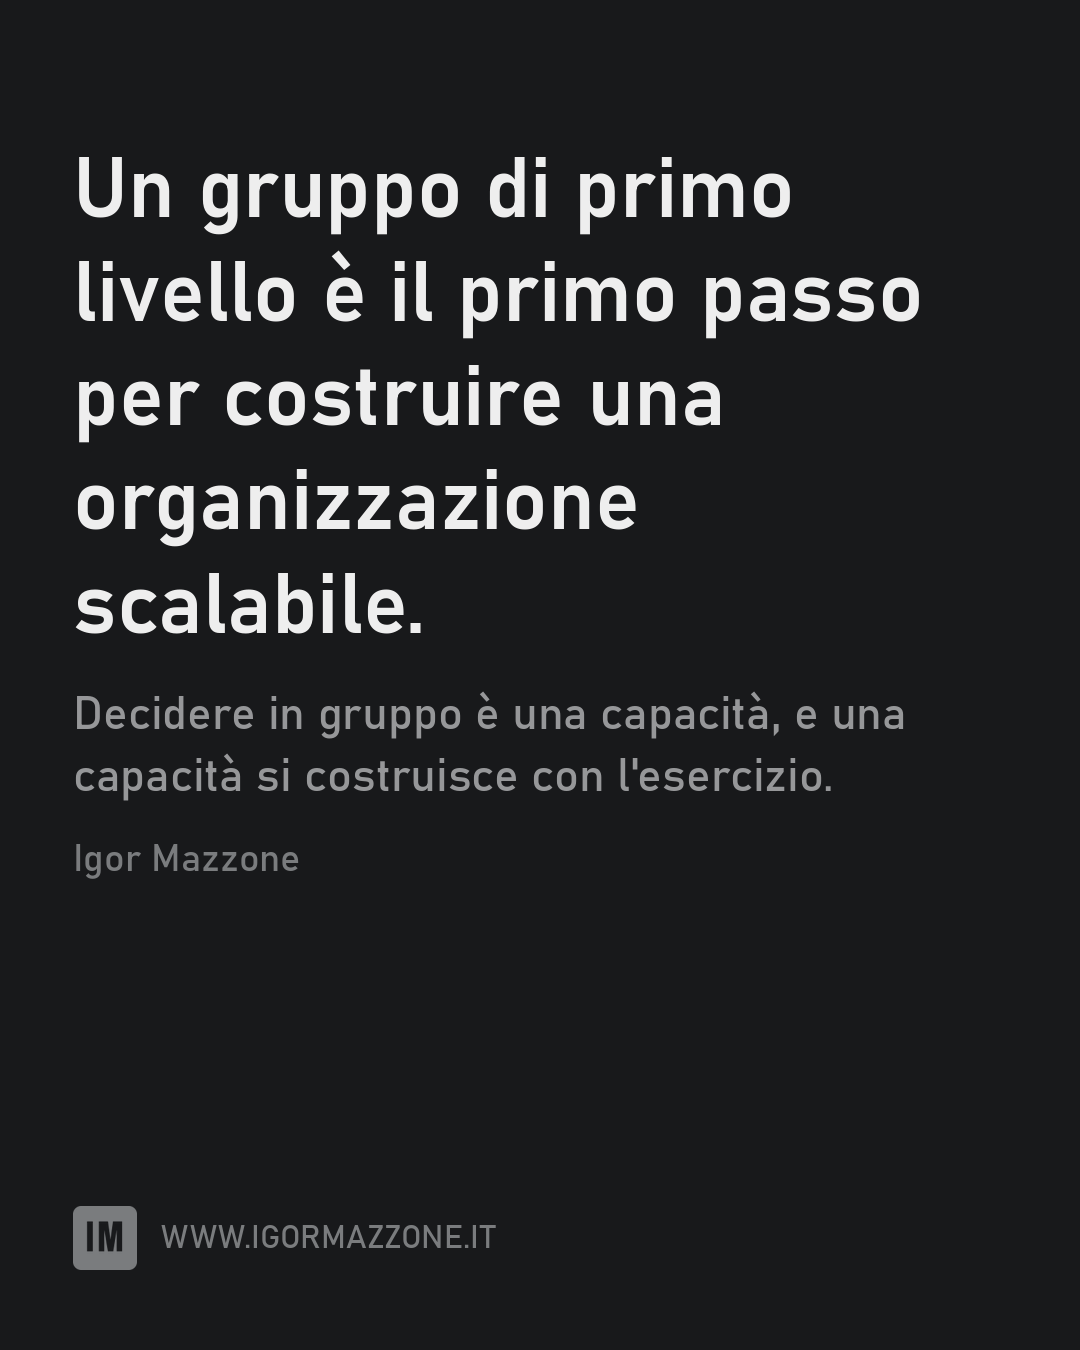 Un gruppo di primo
livello è il primo passo
per costruire una
organizzazione
scalabile.
Decidere in gruppo è una capacità, e una
capacità si costruisce con l'esercizio.
Igor Mazzone
IM WWW.IGORMAZZONE.IT